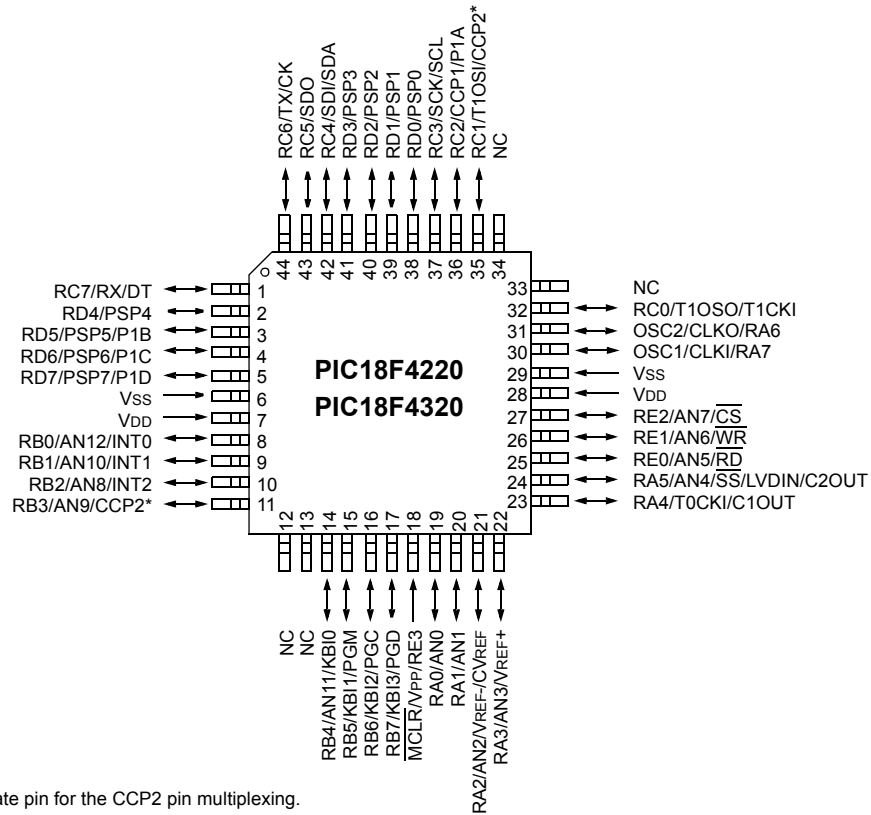 RC6/TX/CK
RC5/SDO
RC4/SDI/SDA
RD3/PSP3
RD2/PSP2
RD1/PSP1
RD0/PSP0
RC3/SCK/SCL
RC2/CCP1/P1A
RC1/T1OSI/CCP2*
NC
44
43
42
41
40
39
38
37
36
35
34
RC7/RX/DT 1
RD4/PSP4 2
RD5/PSP5/P1B 3
RD6/PSP6/P1C 4
RD7/PSP7/P1D 5
VSS 6
VDD 7
RB0/AN12/INT0 8
RB1/AN10/INT1 9
RB2/AN8/INT2 10
RB3/AN9/CCP2* 11
PIC18F4220
PIC18F4320
33 NC
32 RC0/T1OSO/T1CKI
31 OSC2/CLKO/RA6
30 OSC1/CLKI/RA7
29 VSS
28 VDD
27 RE2/AN7/CS
26 RE1/AN6/WR
25 RE0/AN5/RD
24 RA5/AN4/SS/LVDIN/C2OUT
23 RA4/T0CKI/C1OUT
12
13
14
15
16
17
18
19
20
21
22
NC
NC
RB4/AN11/KBI0
RB5/KBI1/PGM
RB6/KBI2/PGC
RB7/KBI3/PGD
MCLR/VPP/RE3
RA0/AN0
RA1/AN1
RA2/AN2/VREF-/CVREF
RA3/AN3/VREF+
pin for the CCP2 pin multiplexing.